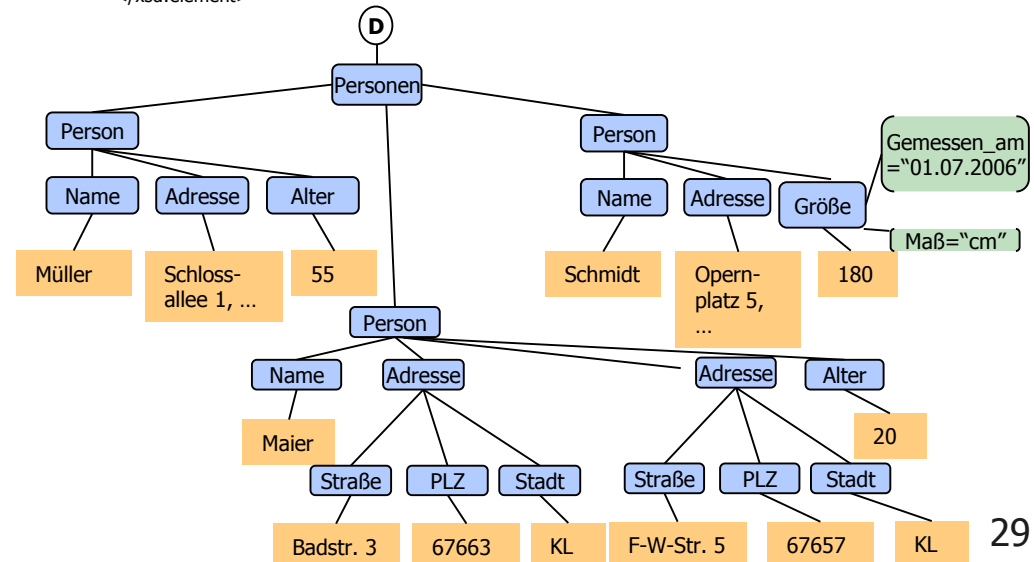 </xsd:element>
D
Personen
Person
Person
Gemessen_am
=“01.07.2006”
Name
Adresse
Alter
Name
Adresse
Größe
Maß=“cm”
Müller
Schloss-
allee 1, …
55
Schmidt
Opern-
platz 5,
…
180
Person
Name
Adresse
Adresse
Alter
Maier
20
Straße
PLZ
Stadt
Straße
PLZ
Stadt
Badstr. 3
67663
KL
F-W-Str. 5
67657
KL
29